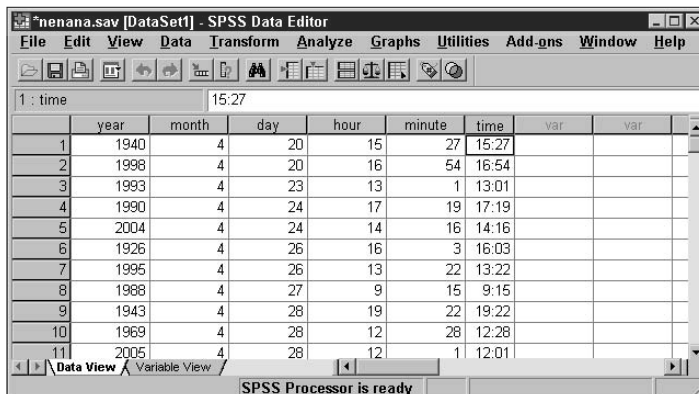 *nenana.sav [DataSet1] - SPSS Data Editor
File Edit View Data Transform Analyze Graphs Utilities Add-ons Window Help
1 : time 15:27
year month day hour minute time var var
1 1940 4 20 15 27 15:27
2 1998 4 20 16 54 16:54
3 1993 4 23 13 1 13:01
4 1990 4 24 17 19 17:19
5 2004 4 24 14 16 14:16
6 1926 4 26 16 3 16:03
7 1995 4 26 13 22 13:22
8 1988 4 27 9 15 9:15
9 1943 4 28 19 22 19:22
10 1969 4 28 12 28 12:28
11 2005 4 28 12 1 12:01
Data View Variable View
SPSS Processor is ready